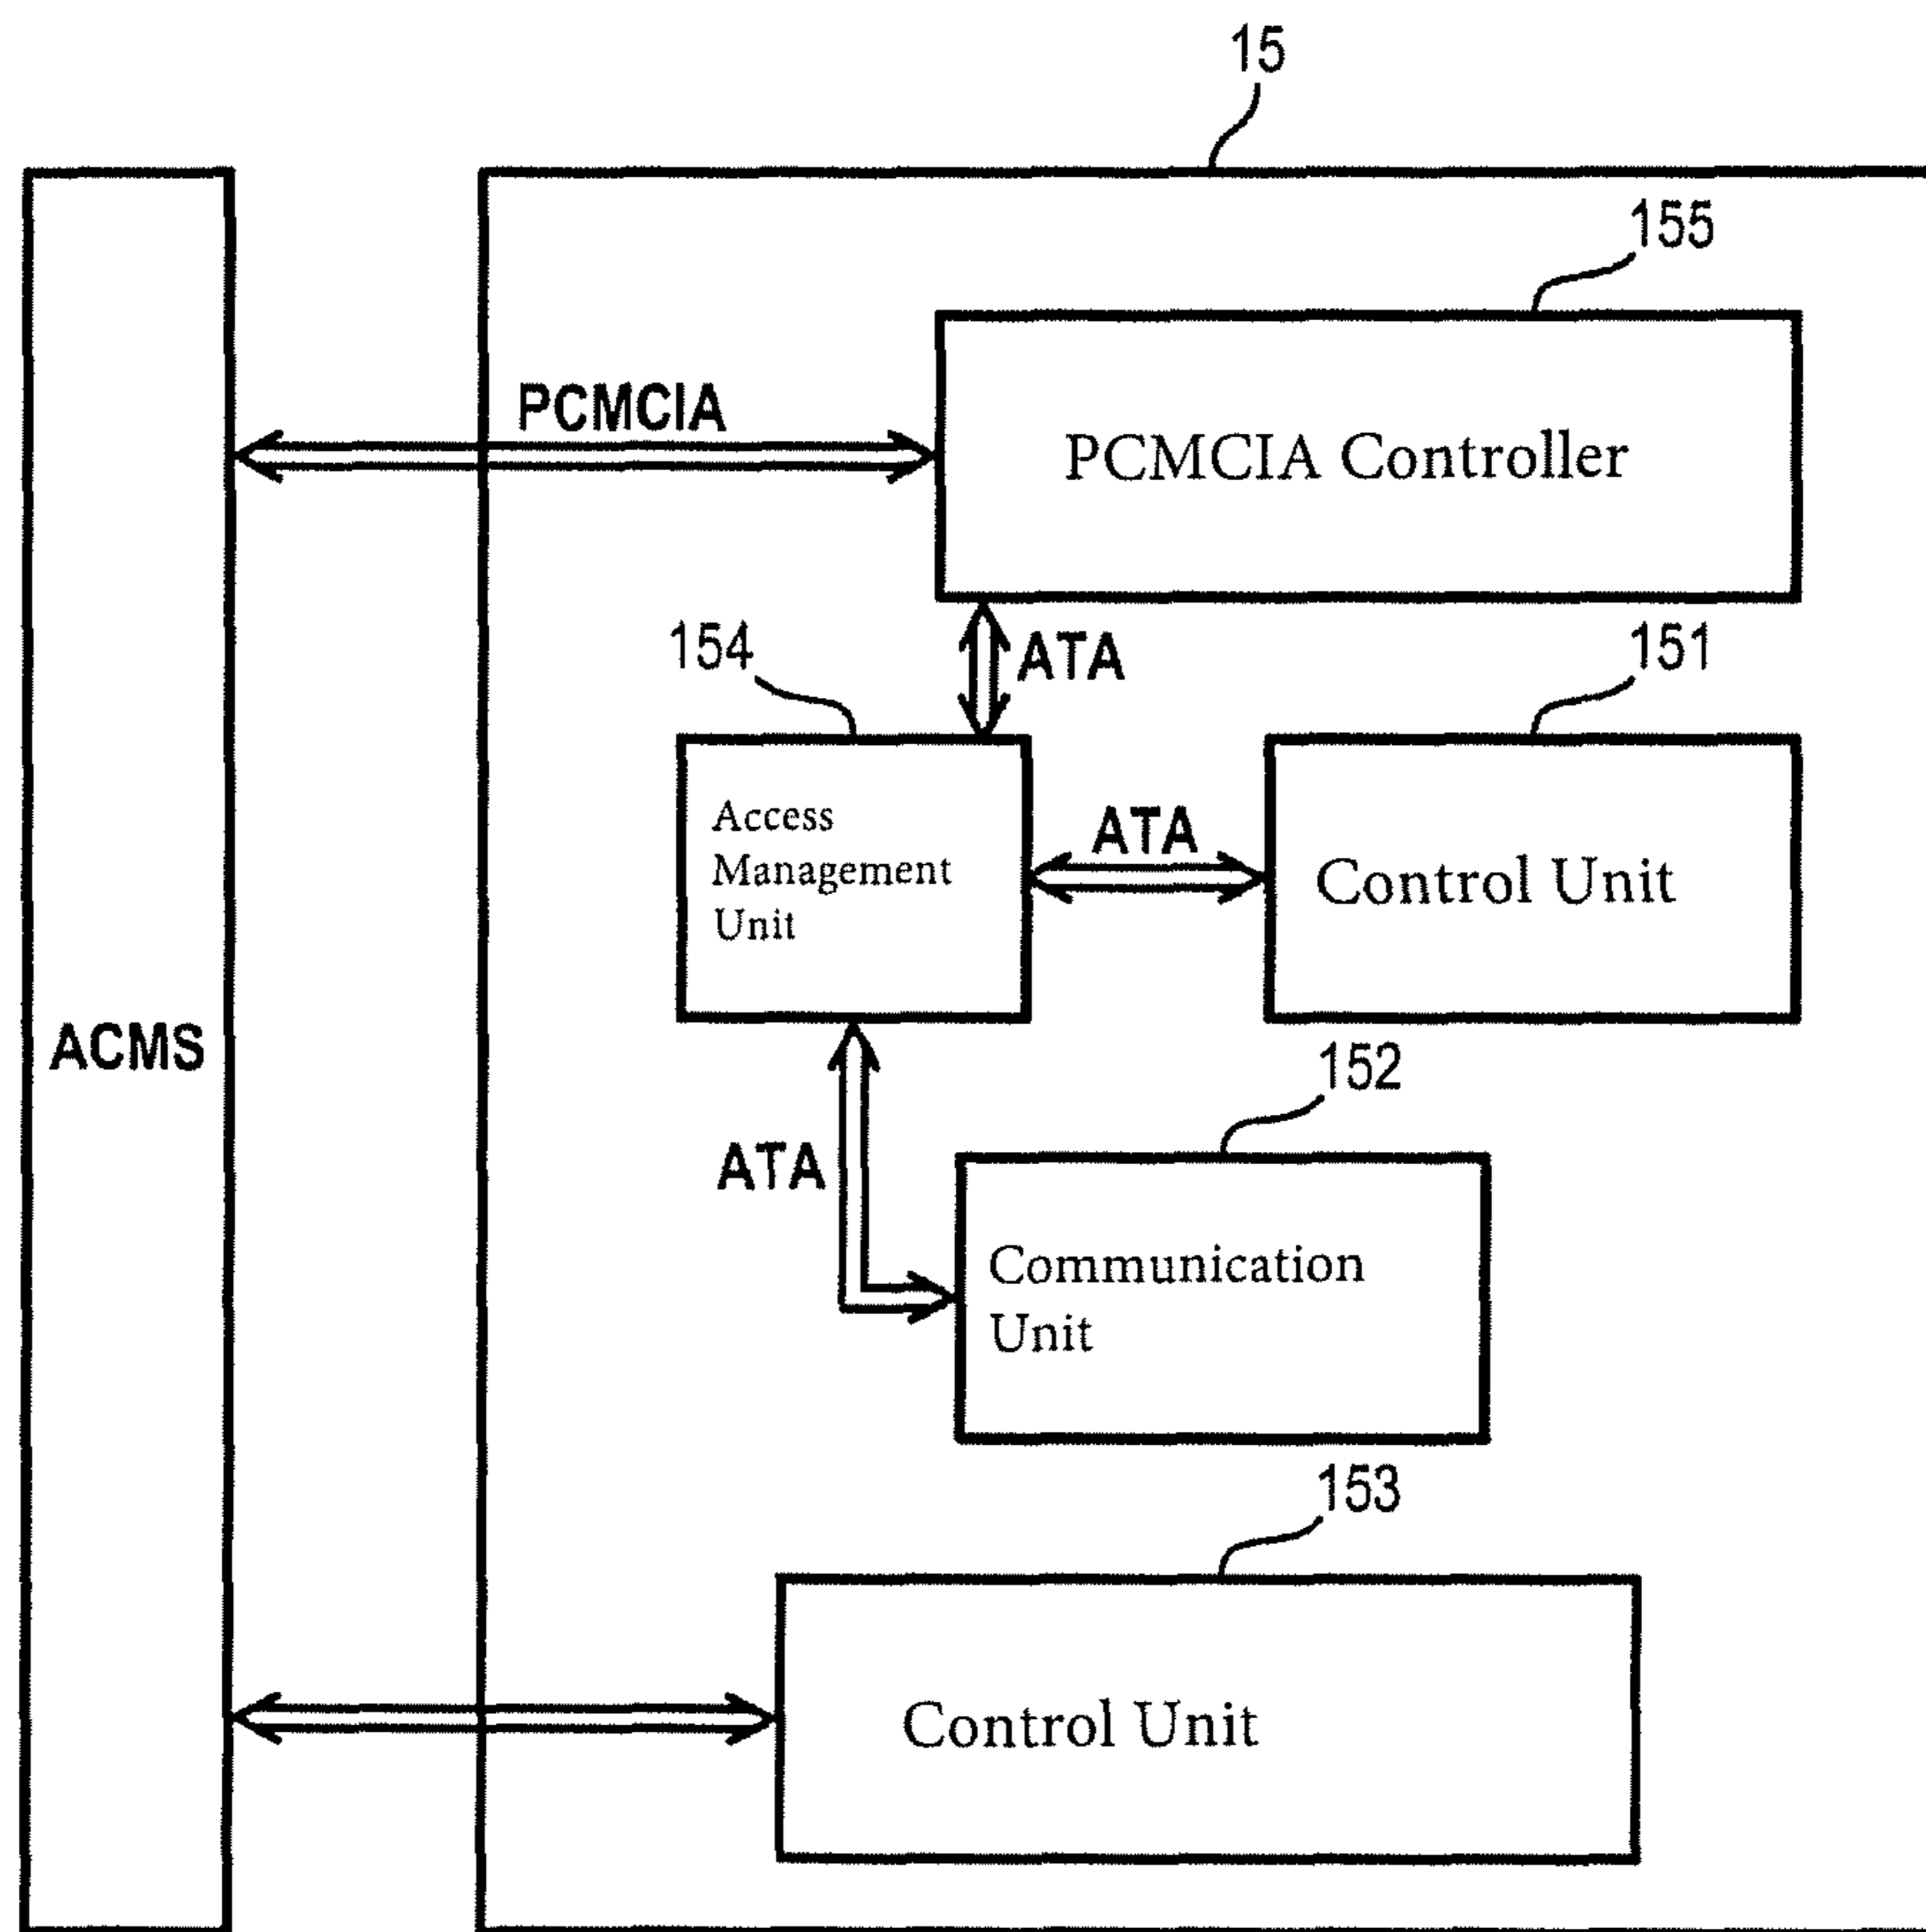 15
155
PCMCIA
PCMCIA Controller
154
ATA
151
Access
Management
Unit
ATA
Control Unit
ACMS
152
ATA
Communication
Unit
153
Control Unit